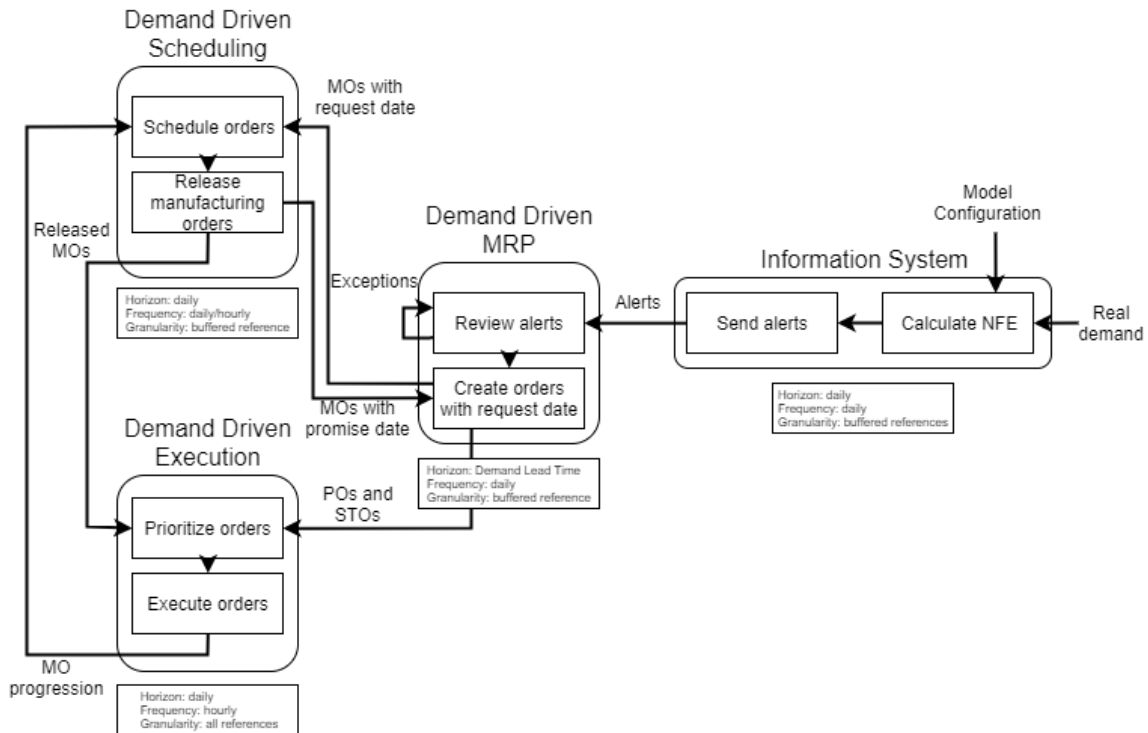 Demand Driven
Scheduling
MOs with
request date
Schedule orders
Release
manufacturing
orders
Released
MOs
Horizon: daily
Frequency: daily/hourly
Granularity: buffered reference
Demand Driven
MRP
Exceptions
Review alerts
Create orders
with request date
MOs with
promise date
Horizon: Demand Lead Time
Frequency: daily
Granularity: buffered reference
Model
Configuration
Information System
Alerts
Send alerts
Calculate NFE
Real
demand
Horizon: daily
Frequency: daily
Granularity: buffered references
Demand Driven
Execution
POs and
STOs
Prioritize orders
Execute orders
MO
progression
Horizon: daily
Frequency: hourly
Granularity: all references